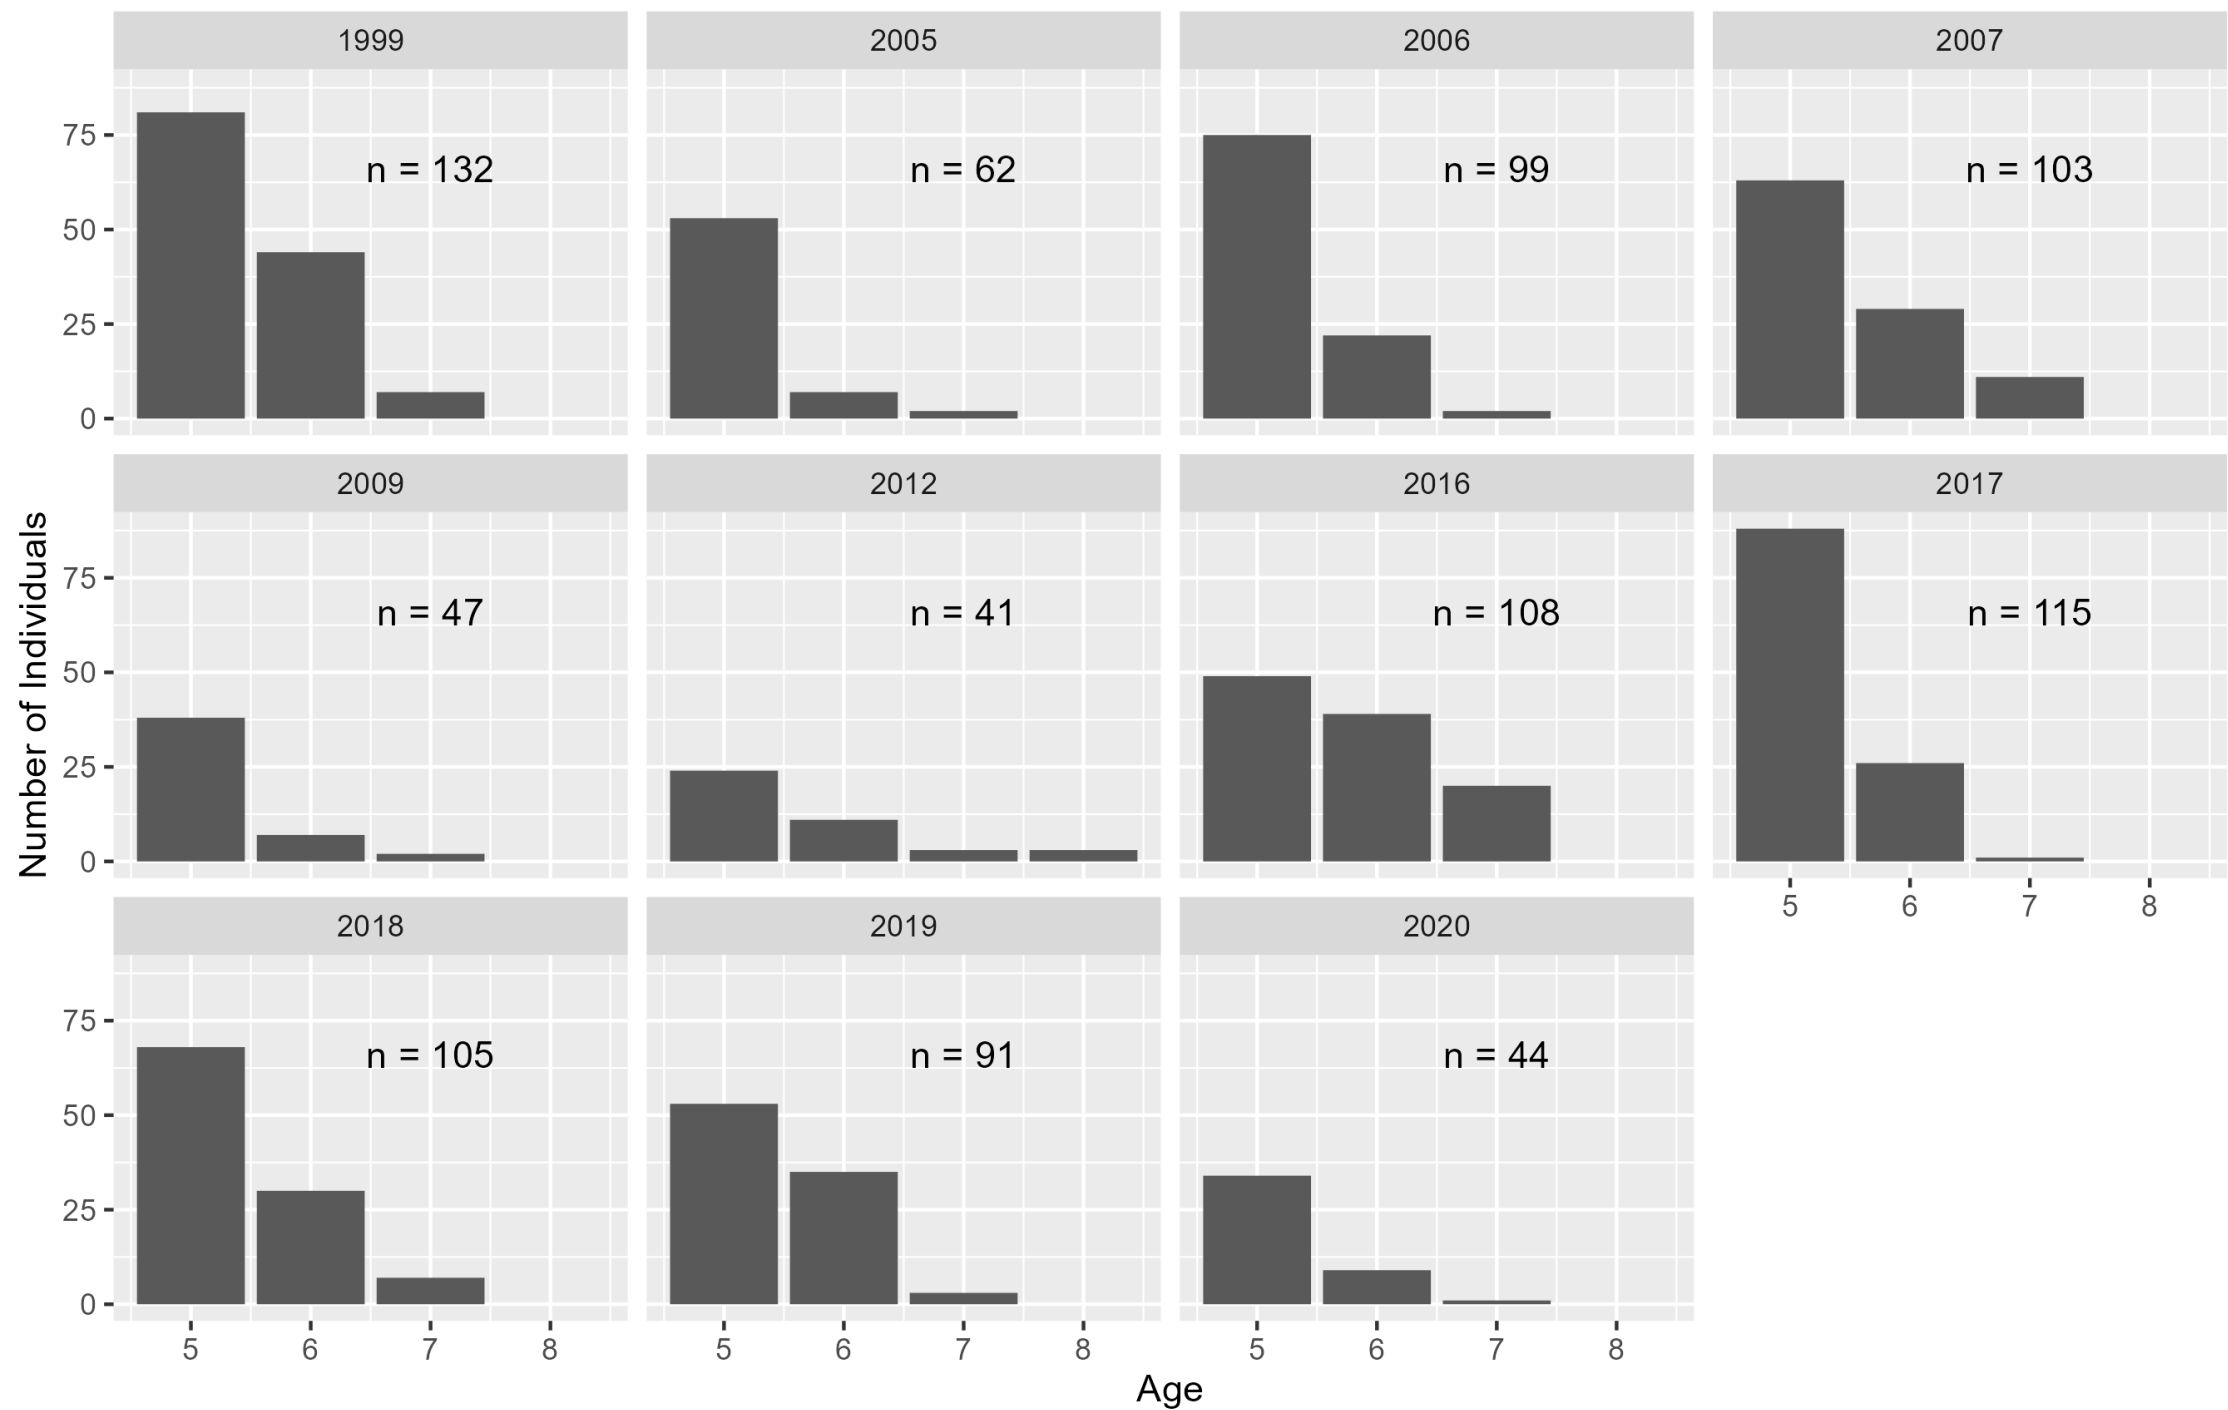 1999 2005 2006 2007
75
n = 132 n = 62 n = 99 n = 103
50
25
0
2009 2012 2016 2017
75
n = 47 n = 41 n = 108 n = 115
50
25
0
5 6 7 8
2018 2019 2020
75
n = 105 n = 91 n = 44
50
25
0
5 6 7 8 5 6 7 8 5 6 7 8
Age
Number of Individuals